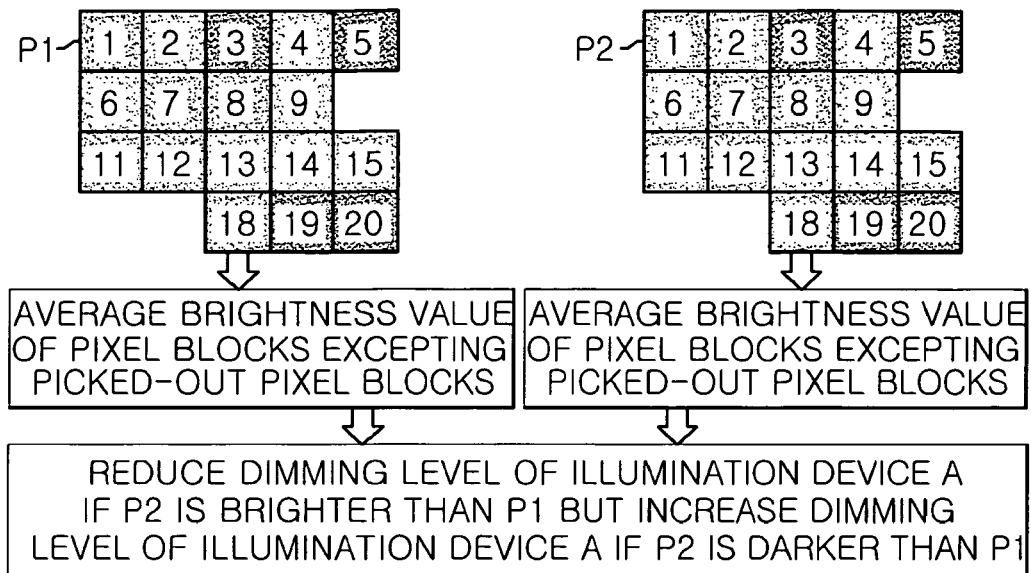 P1 1 2 3 4 5
6 7 8 9
11 12 13 14 15
18 19 20
P2 1 2 3 4 5
6 7 8 9
11 12 13 14 15
18 19 20
AVERAGE BRIGHTNESS VALUE
OF PIXEL BLOCKS EXCEPTING
PICKED-OUT PIXEL BLOCKS
AVERAGE BRIGHTNESS VALUE
OF PIXEL BLOCKS EXCEPTING
PICKED-OUT PIXEL BLOCKS
REDUCE DIMMING LEVEL OF ILLUMINATION DEVICE A
IF P2 IS BRIGHTER THAN P1 BUT INCREASE DIMMING
LEVEL OF ILLUMINATION DEVICE A IF P2 IS DARKER THAN P1